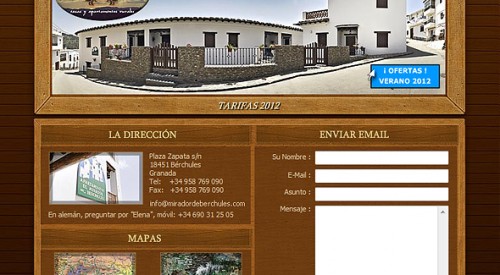 casas y apartamentos rurales
¡ OFERTAS !
VERANO 2012
TARIFAS 2012
LA DIRECCIÓN
Plaza Zapata s/n
18451 Bérchules
Granada
Tel: +34 958 769 090
Fax: +34 958 769 090
info@miradordeberchules.com
En alemán, preguntar por "Elena", móvil: +34 690 31 25 05
MAPAS
ENVIAR EMAIL
Su Nombre :
E-Mail :
Asunto :
Mensaje :